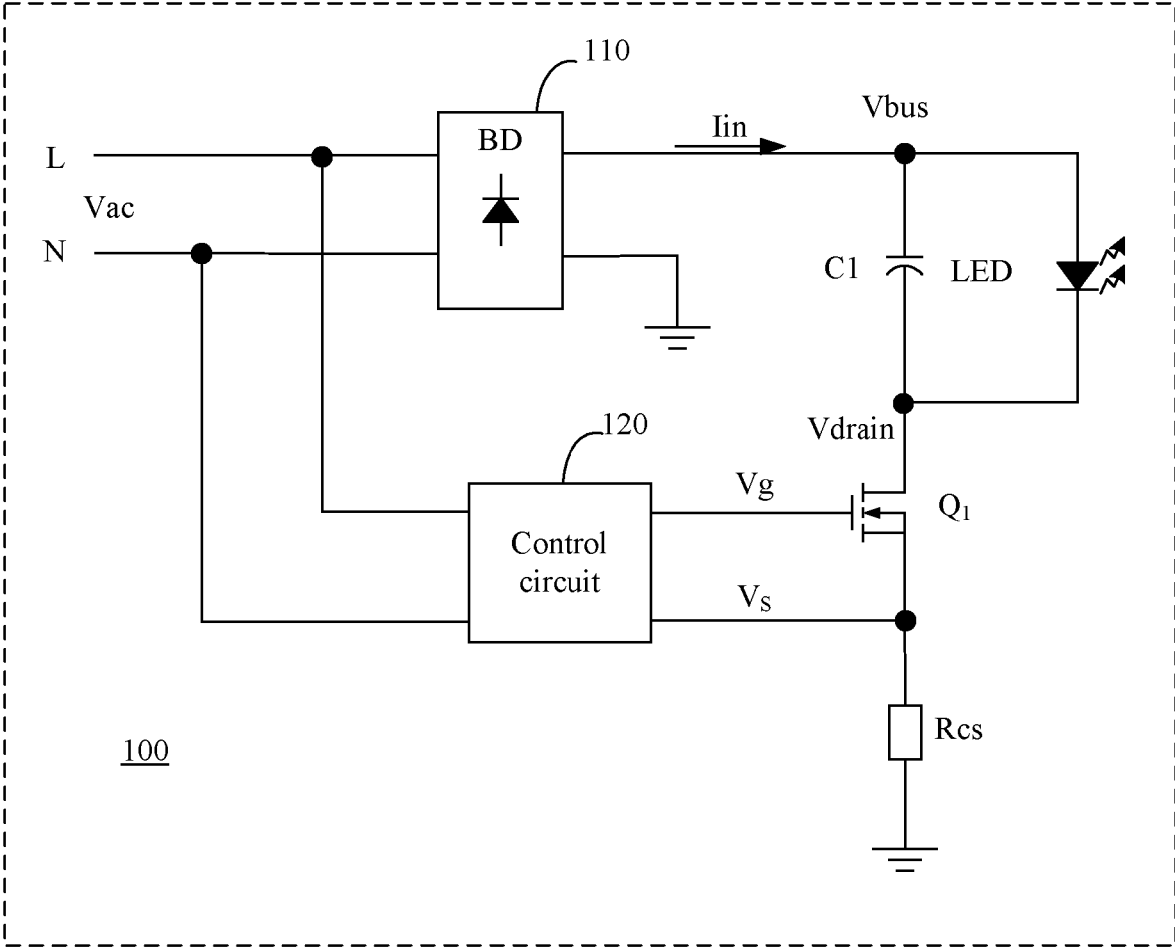 110
BD
Iin
Vbus
L
Vac
N
C1
LED
Vdrain
120
Vg
Q1
Control
circuit
VS
Rcs
100